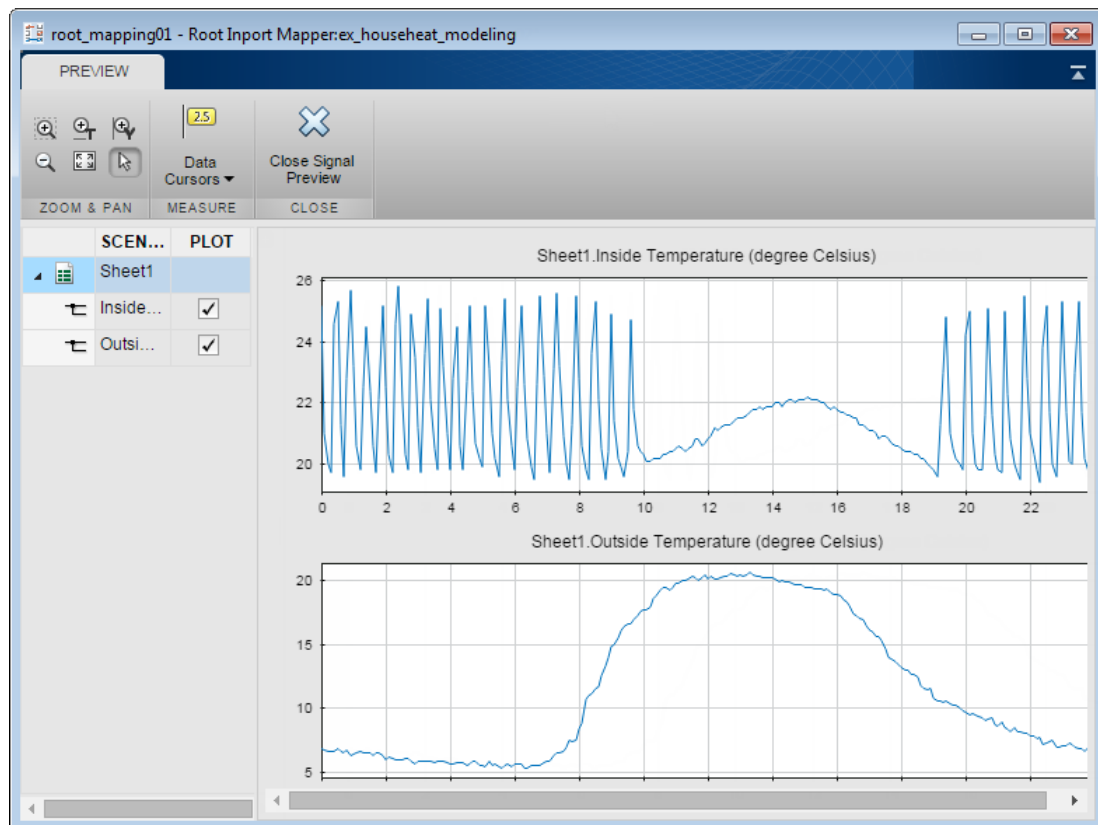 root_mapping01 - Root Inport Mapper:ex_househeat_modeling
PREVIEW
2.5
Data
Cursors
Close Signal
Preview
ZOOM & PAN
MEASURE
CLOSE
SCEN... PLOT
Sheet1
Inside...
Outsi...
Sheet1.Inside Temperature (degree Celsius)
26
24
22
20
0 2 4 6 8 10 12 14 16 18 20 22
Sheet1.Outside Temperature (degree Celsius)
20
15
10
5